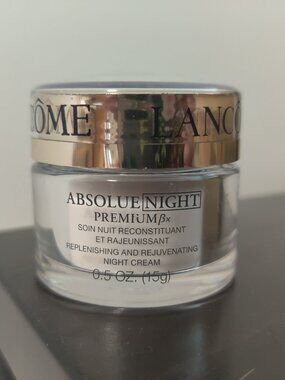 ÔME LANCÔ
ABSOLUE NIGHT
PREMIUM βx
SOIN NUIT RECONSTITUANT
ET RAJEUNISSANT
REPLENISHING AND REJUVENATING
NIGHT CREAM
0.5 OZ. (15g)